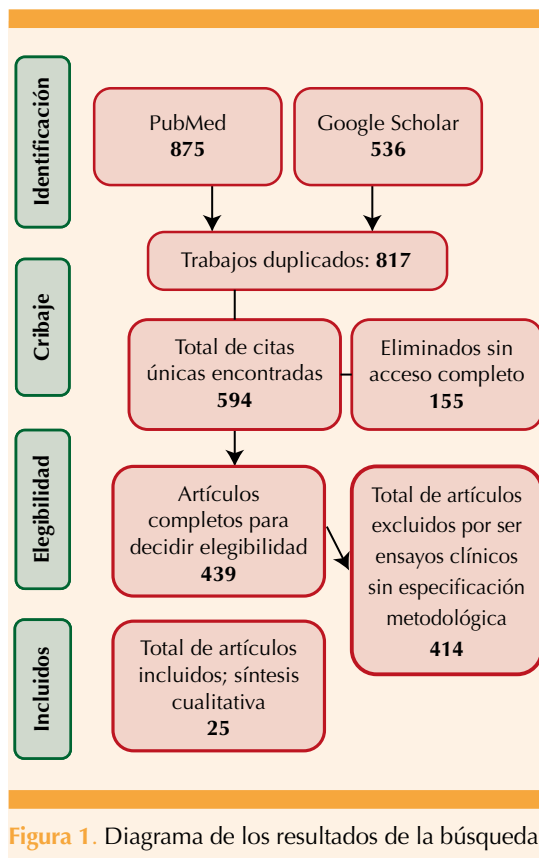 Identificación
PubMed
875
Google Scholar
536
Trabajos duplicados: 817
Cribaje
Total de citas
únicas encontradas
594
Eliminados sin
acceso completo
155
Elegibilidad
Artículos
completos para
decidir elegibilidad
439
Total de artículos
excluidos por ser
ensayos clínicos
sin especificación
metodológica
414
Incluidos
Total de artículos
incluidos; síntesis
cualitativa
25
Figura 1. Diagrama de los resultados de la búsqueda